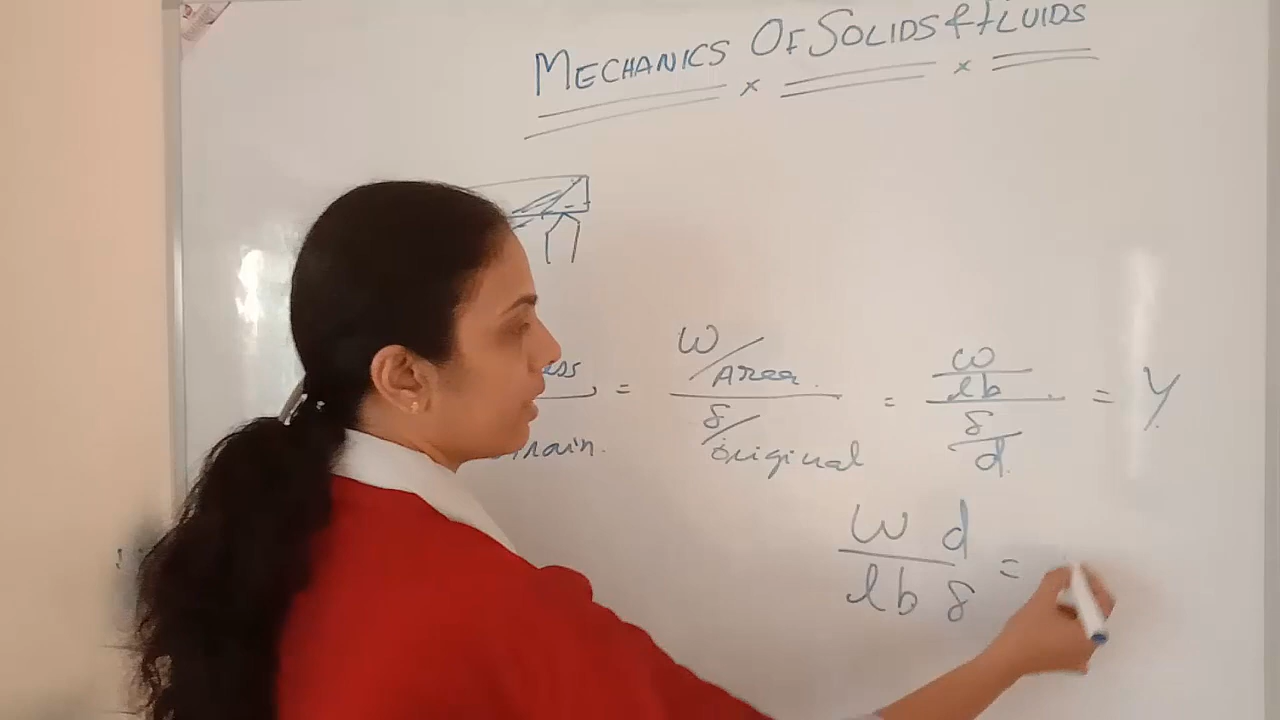 MECHANICS OF SOLIDS & FLUIDS
ω/Area = ω/lb = Y
δ/original δ/d
ω d
lb δ =